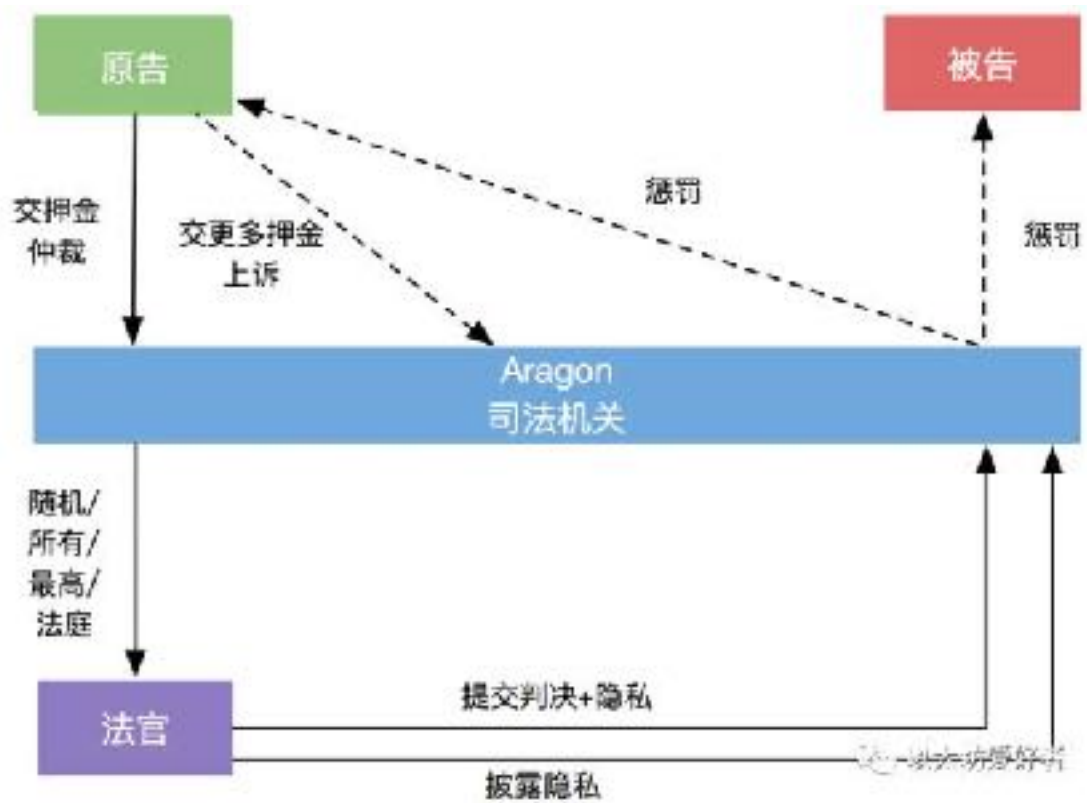 原告
被告
惩罚
交押金
仲裁
交更多押金
上诉
惩罚
Aragon
司法机关
随机/
所有/
最高/
法庭
提交判决+隐私
法官
披露隐私